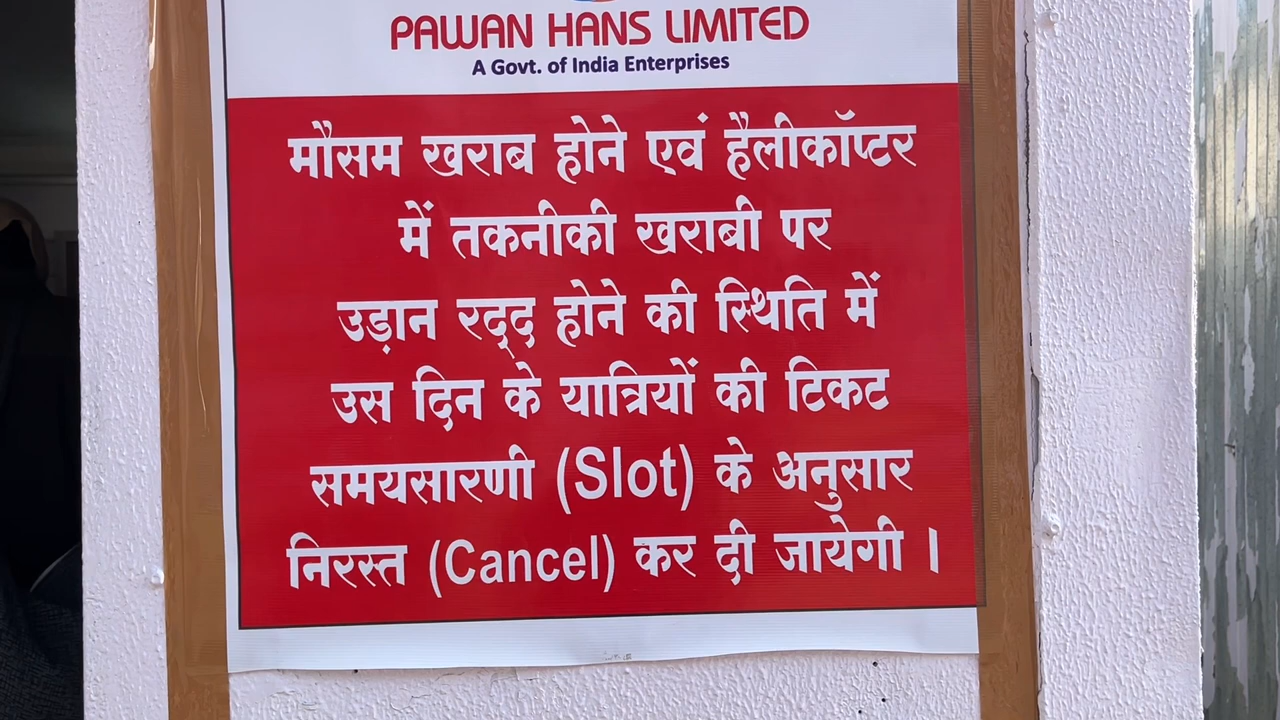 PAWAN HANS LIMITED
A Govt. of India Enterprises
मौसम खराब होने एवं हैलीकॉप्टर
में तकनीकी खराबी पर
उड़ान रद्द होने की स्थिति में
उस दिन के यात्रियों की टिकट
समयसारणी (Slot) के अनुसार
निरस्त (Cancel) कर दी जायेगी ।